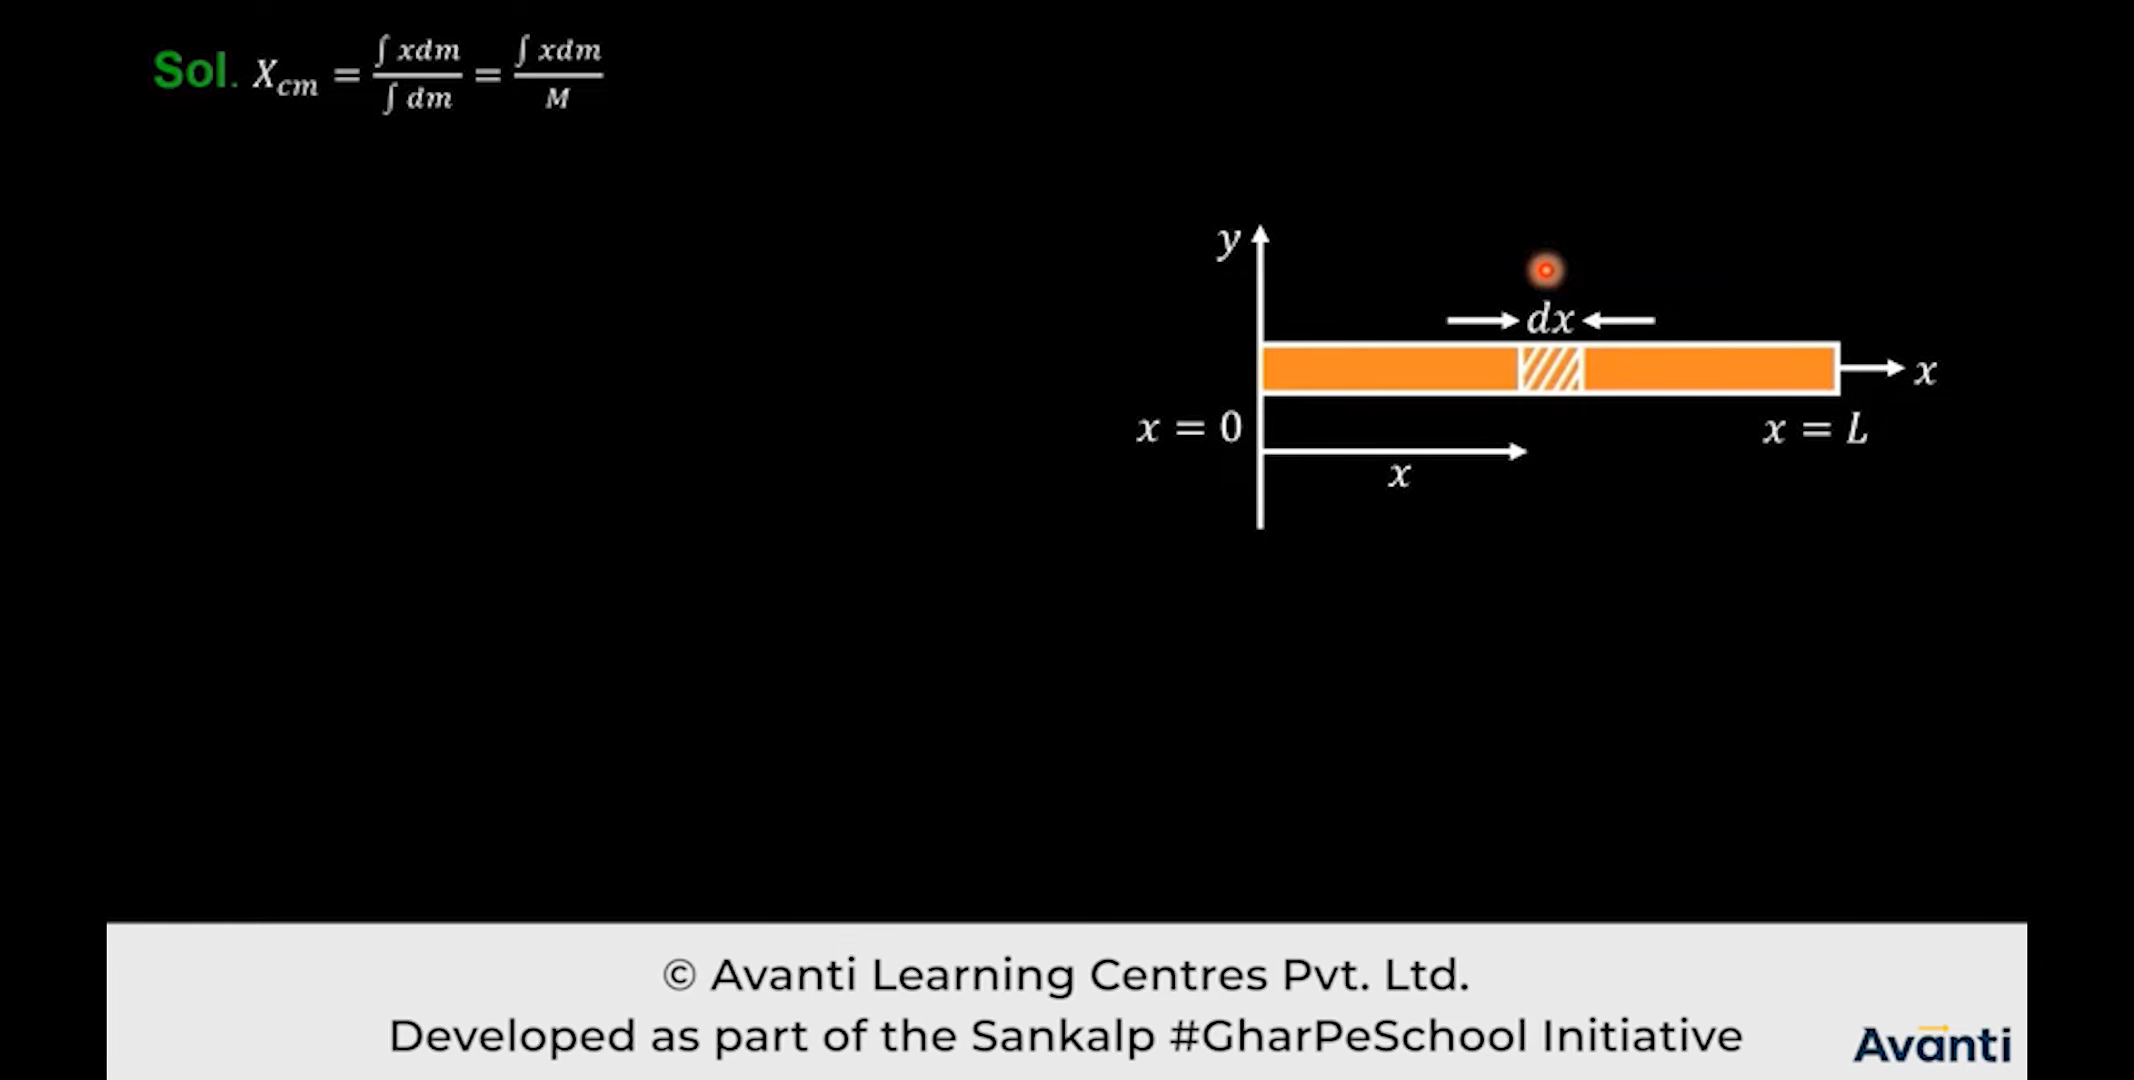 Sol. X_cm = ∫ xdm / ∫ dm = ∫ xdm / M
y
dx
x
x = 0
x = L
x
© Avanti Learning Centres Pvt. Ltd.
Developed as part of the Sankalp #GharPeSchool Initiative
Avanti